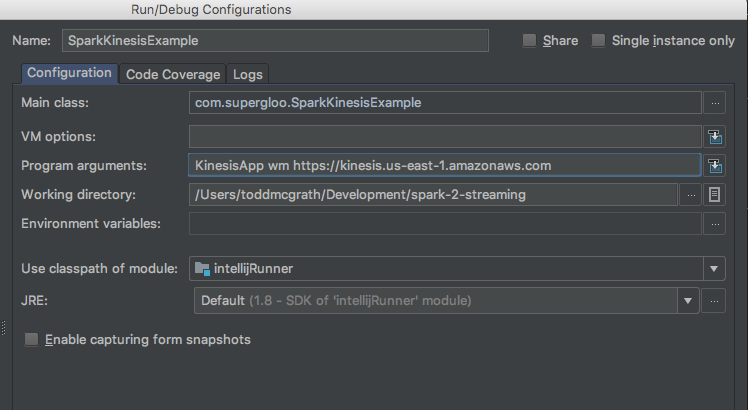 Run/Debug Configurations
Name: SparkKinesisExample Share Single instance only
Configuration Code Coverage Logs
Main class: com.supergloo.SparkKinesisExample ...
VM options:
Program arguments: KinesisApp wm https://kinesis.us-east-1.amazonaws.com
Working directory: /Users/toddmcgrath/Development/spark-2-streaming ...
Environment variables: ...
Use classpath of module: intellijRunner
JRE: Default (1.8 - SDK of 'intellijRunner' module) ...
Enable capturing form snapshots